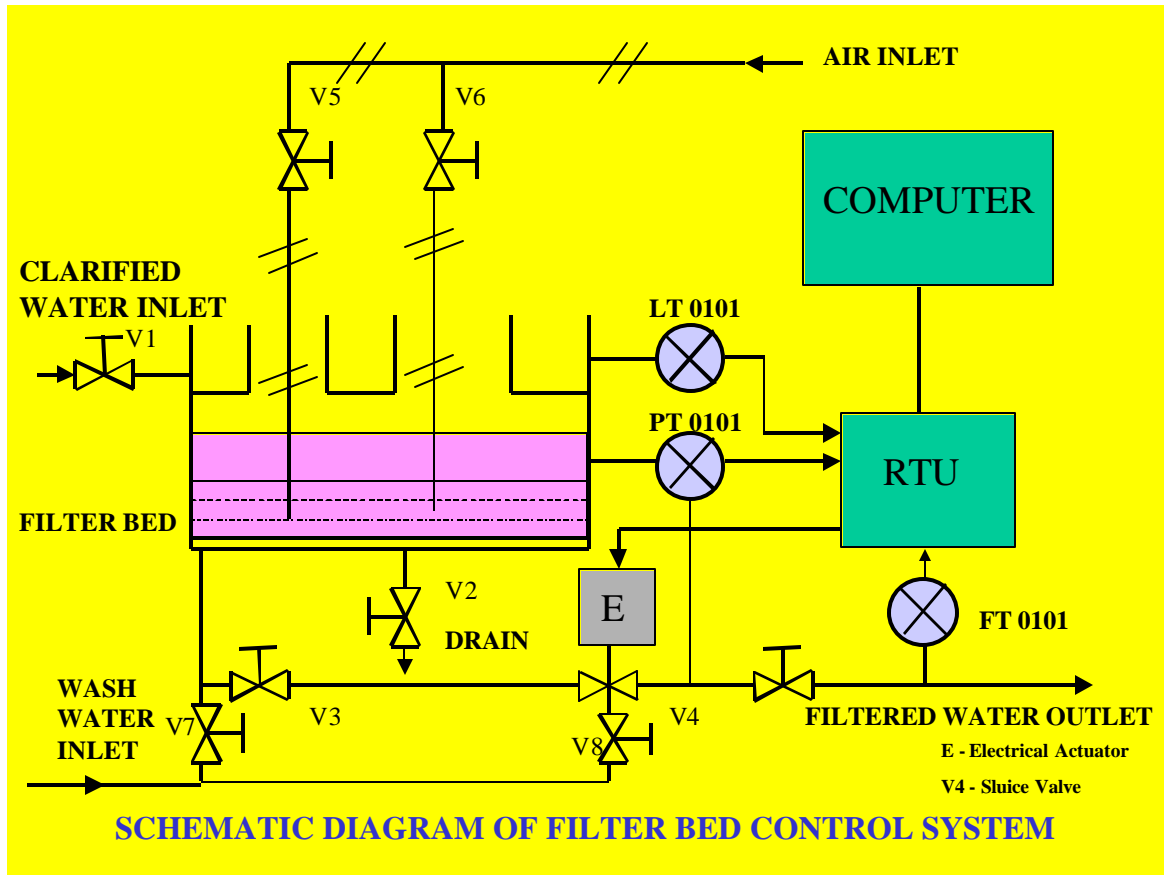 AIR INLET
V5
V6
COMPUTER
CLARIFIED
WATER INLET
V1
LT 0101
PT 0101
RTU
FILTER BED
V2
E
DRAIN
FT 0101
WASH
WATER
INLET
V7
V3
V8
V4
FILTERED WATER OUTLET
E - Electrical Actuator
V4 - Sluice Valve
SCHEMATIC DIAGRAM OF FILTER BED CONTROL SYSTEM